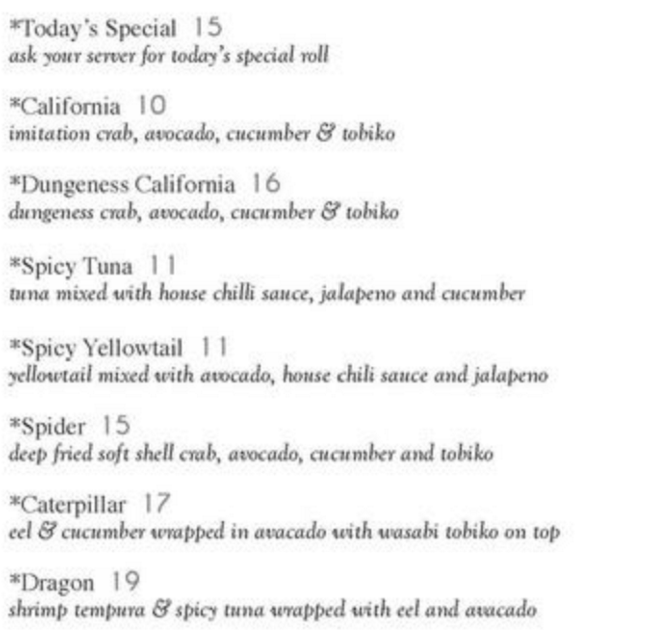 *Today's Special 15
ask your server for today's special roll
*California 10
imitation crab, avocado, cucumber & tobiko
*Dungeness California 16
dungeness crab, avocado, cucumber & tobiko
*Spicy Tuna 11
tuna mixed with house chilli sauce, jalapeno and cucumber
*Spicy Yellowtail 11
yellowtail mixed with avocado, house chili sauce and jalapeno
*Spider 15
deep fried soft shell crab, avocado, cucumber and tobiko
*Caterpillar 17
eel & cucumber wrapped in avacado with wasabi tobiko on top
*Dragon 19
shrimp tempura & spicy tuna wrapped with eel and avacado